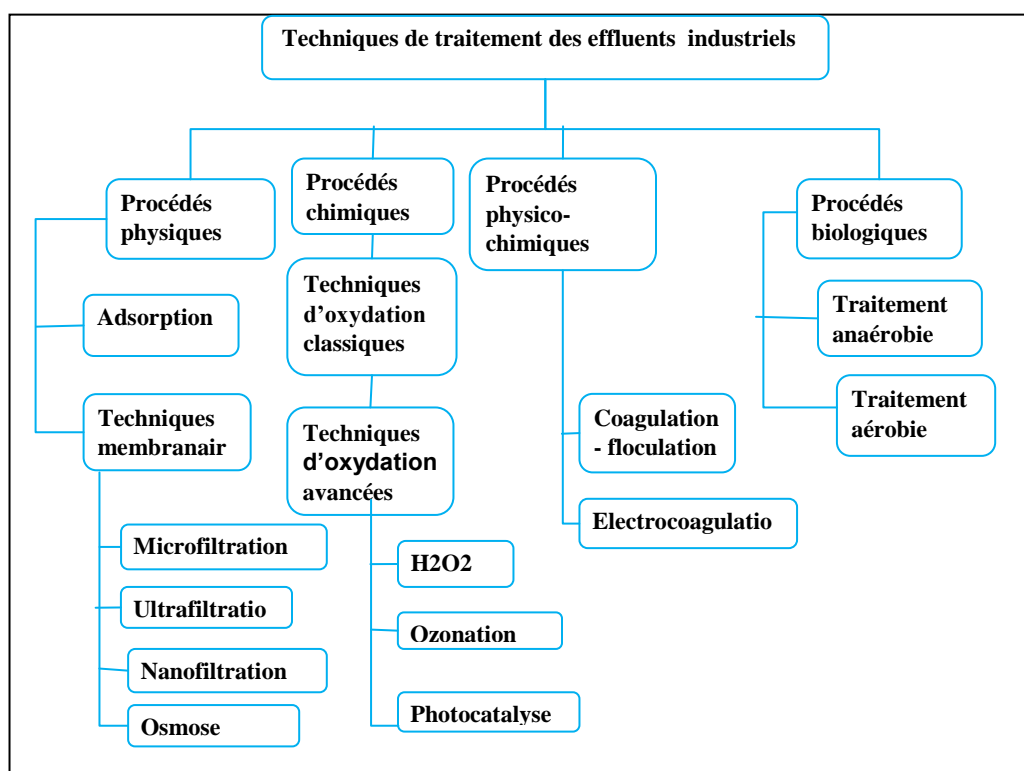 Techniques de traitement des effluents industriels
Procédés
physiques
Procédés
chimiques
Procédés
physico-
chimiques
Procédés
biologiques
Adsorption
Techniques
d'oxydation
classiques
Traitement
anaérobie
Techniques
membranair
Techniques
d'oxydation
avancées
Coagulation
- floculation
Traitement
aérobie
Electrocoagulatio
Microfiltration
H2O2
Ultrafiltratio
Ozonation
Nanofiltration
Osmose
Photocatalyse